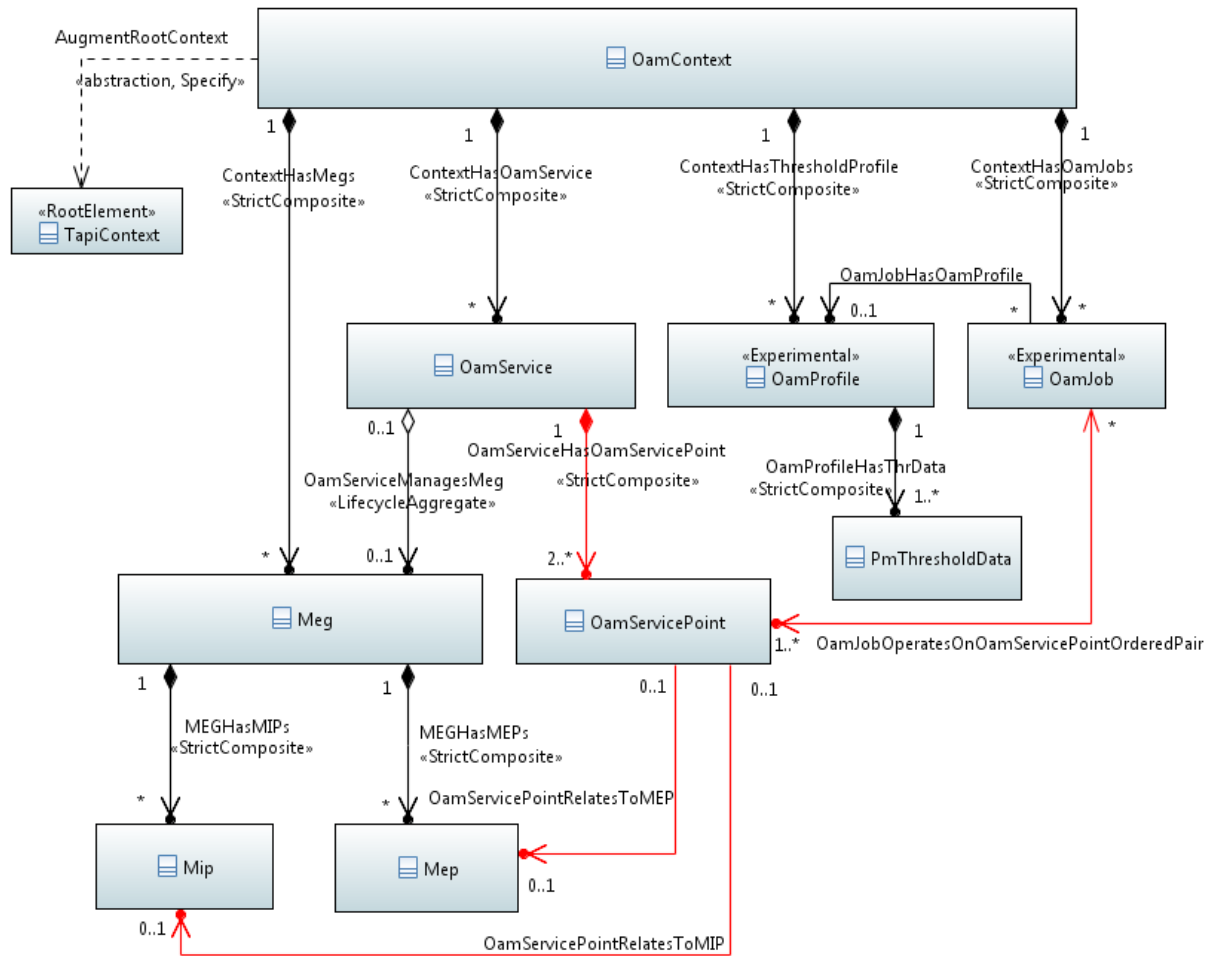 OamContext
AugmentRootContext
«abstraction, Specify»
1
1
1
1
ContextHasMegs
«StrictComposite»
ContextHasOamService
«StrictComposite»
ContextHasThresholdProfile
«StrictComposite»
ContextHasOamJobs
«StrictComposite»
«RootElement»
TapiContext
OamJobHasOamProfile
*
*
0..1
*
*
OamService
«Experimental»
OamProfile
«Experimental»
OamJob
0..1
1
1
*
OamServiceHasOamServicePoint
«StrictComposite»
OamServiceManagesMeg
«LifecycleAggregate»
OamProfileHasThrData
«StrictComposite»
1..*
*
0..1
2..*
PmThresholdData
Meg
OamServicePoint
1..*
OamJobOperatesOnOamServicePointOrderedPair
1
1
0..1
0..1
MEGHasMIPs
«StrictComposite»
MEGHasMEPs
«StrictComposite»
*
*
OamServicePointRelatesToMEP
Mip
Mep
0..1
0..1
OamServicePointRelatesToMIP